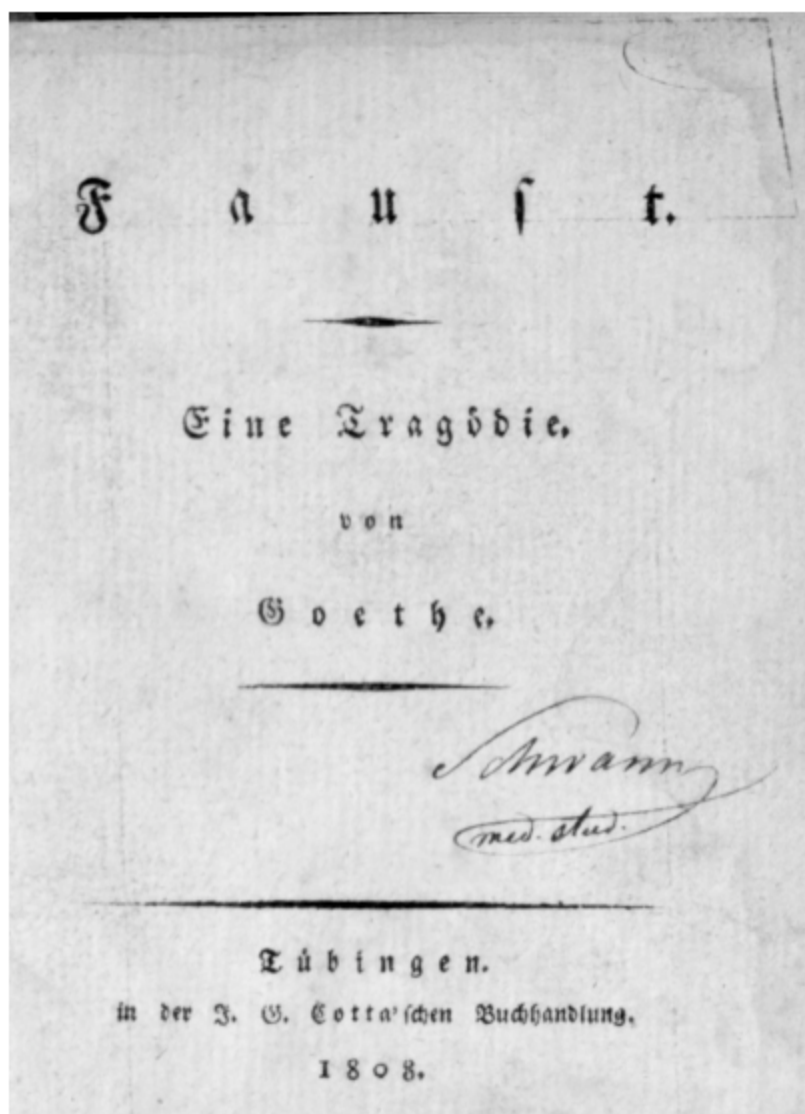 Fauſt.
Eine Tragödie.
von
Goethe.
Schwann
med. stud.
Tübingen.
in der J. G. Cotta'ſchen Buchhandlung.
1808.